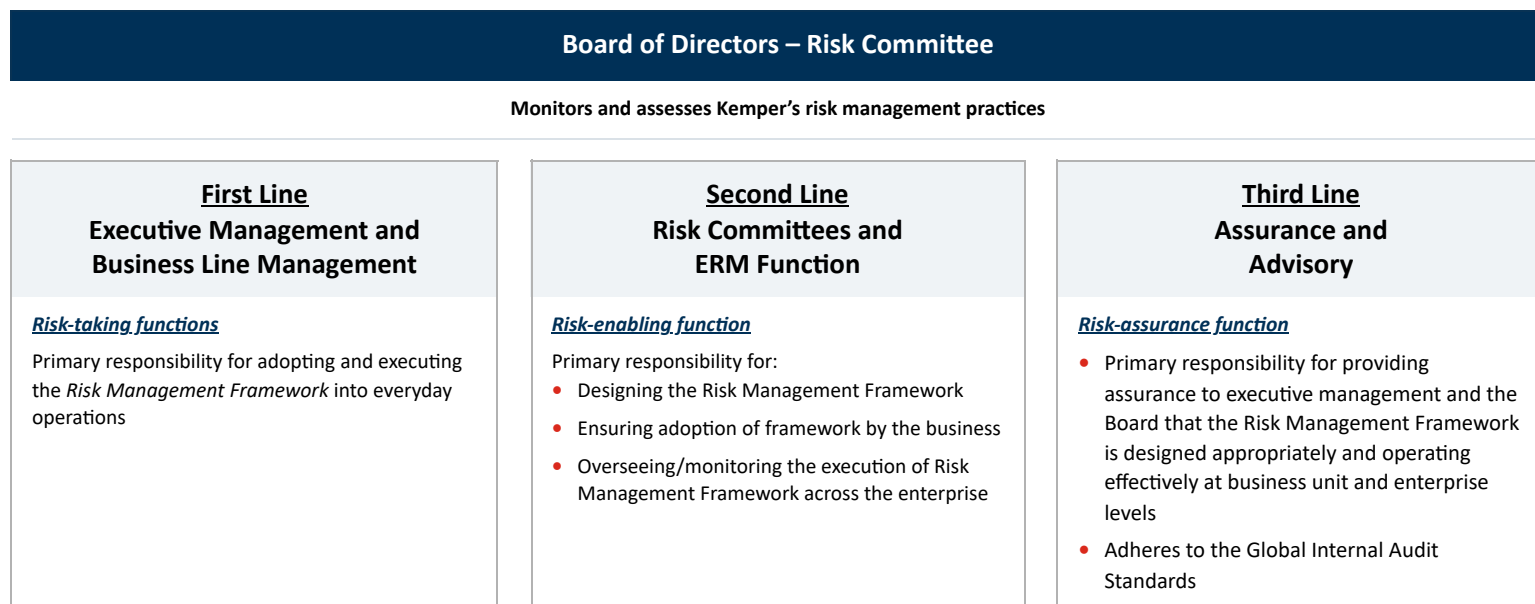 Board of Directors – Risk Committee
Monitors and assesses Kemper's risk management practices
First Line
Executive Management and
Business Line Management
Risk-taking functions
Primary responsibility for adopting and executing
the Risk Management Framework into everyday
operations
Second Line
Risk Committees and
ERM Function
Risk-enabling function
Primary responsibility for:
• Designing the Risk Management Framework
• Ensuring adoption of framework by the business
• Overseeing/monitoring the execution of Risk
Management Framework across the enterprise
Third Line
Assurance and
Advisory
Risk-assurance function
• Primary responsibility for providing
assurance to executive management and the
Board that the Risk Management Framework
is designed appropriately and operating
effectively at business unit and enterprise
levels
• Adheres to the Global Internal Audit
Standards